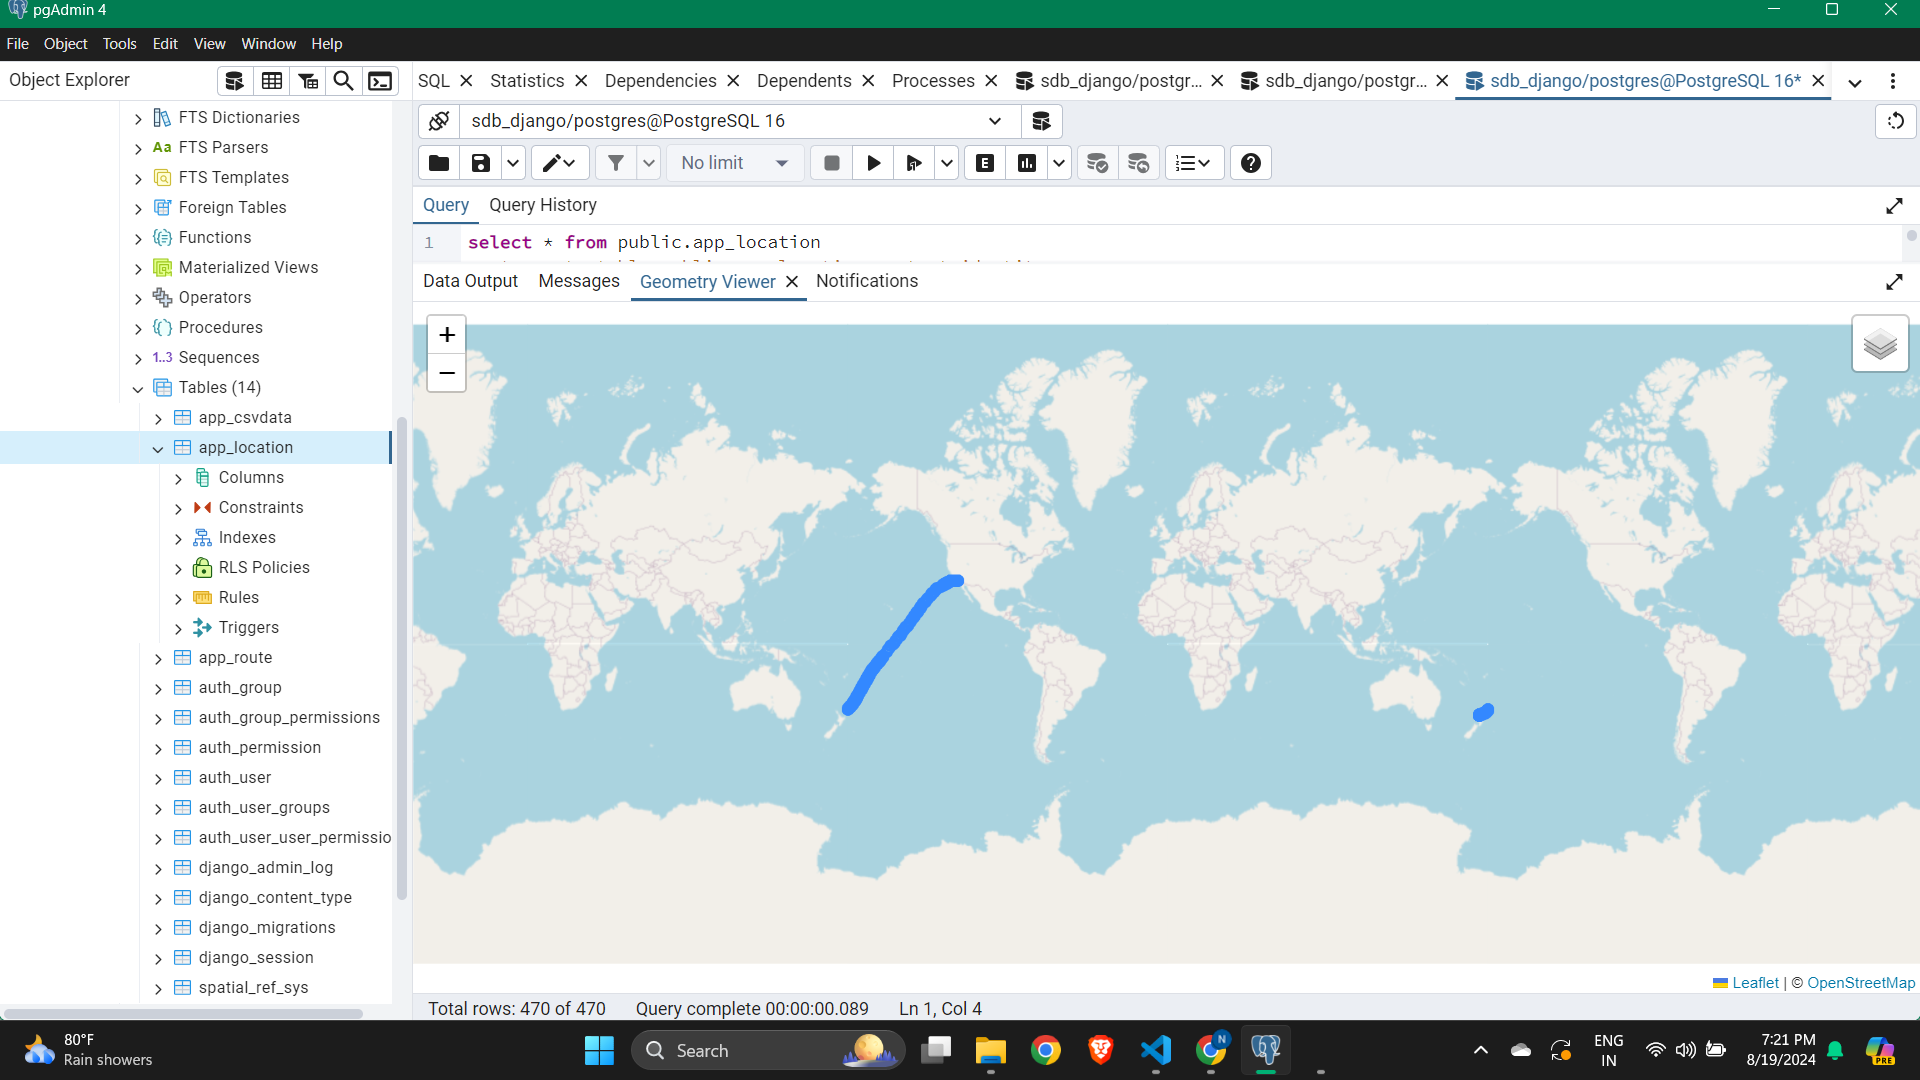 pgAdmin 4
File Object Tools Edit View Window Help
Object Explorer
SQL Statistics Dependencies Dependents Processes sdb_django/postgr... sdb_django/postgr... sdb_django/postgres@PostgreSQL 16*
FTS Dictionaries
Aa FTS Parsers
FTS Templates
Foreign Tables
Functions
Materialized Views
Operators
Procedures
1..3 Sequences
Tables (14)
app_csvdata
app_location
Columns
Constraints
Indexes
RLS Policies
Rules
Triggers
app_route
auth_group
auth_group_permissions
auth_permission
auth_user
auth_user_groups
auth_user_user_permissio
django_admin_log
django_content_type
django_migrations
django_session
spatial_ref_sys
sdb_django/postgres@PostgreSQL 16
No limit
E
Query Query History
1 select * from public.app_location
Data Output Messages Geometry Viewer Notifications
+
−
Leaflet | © OpenStreetMap
Total rows: 470 of 470 Query complete 00:00:00.089 Ln 1, Col 4
80°F
Rain showers
Search
N
ENG
IN
7:21 PM
8/19/2024
PRE